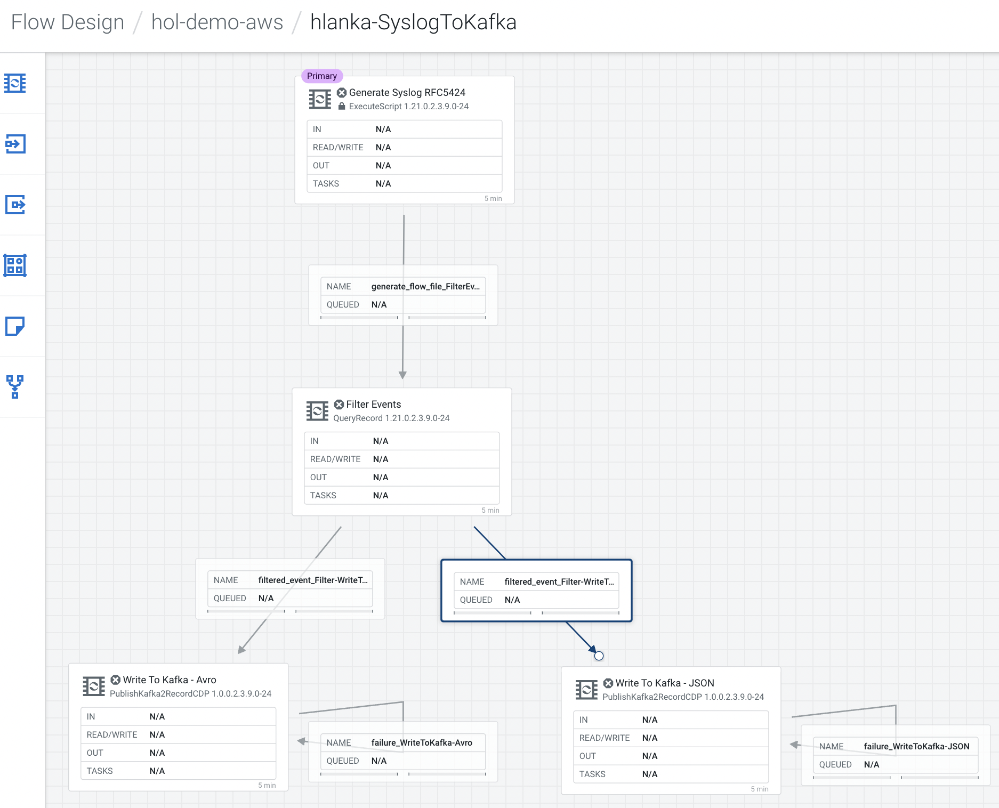 Flow Design / hol-demo-aws / hlanka-SyslogToKafka
Primary
Generate Syslog RFC5424
ExecuteScript 1.21.0.2.3.9.0-24
IN N/A
READ/WRITE N/A
OUT N/A
TASKS N/A
5 min
NAME generate_flow_file_FilterEv...
QUEUED N/A
Filter Events
QueryRecord 1.21.0.2.3.9.0-24
IN N/A
READ/WRITE N/A
OUT N/A
TASKS N/A
5 min
NAME filtered_event_Filter-WriteT...
QUEUED N/A
NAME filtered_event_Filter-WriteT...
QUEUED N/A
Write To Kafka - Avro
PublishKafka2RecordCDP 1.0.0.2.3.9.0-24
IN N/A
READ/WRITE N/A
OUT N/A
TASKS N/A
5 min
NAME failure_WriteToKafka-Avro
QUEUED N/A
Write To Kafka - JSON
PublishKafka2RecordCDP 1.0.0.2.3.9.0-24
IN N/A
READ/WRITE N/A
OUT N/A
TASKS N/A
5 min
NAME failure_WriteToKafka-JSON
QUEUED N/A